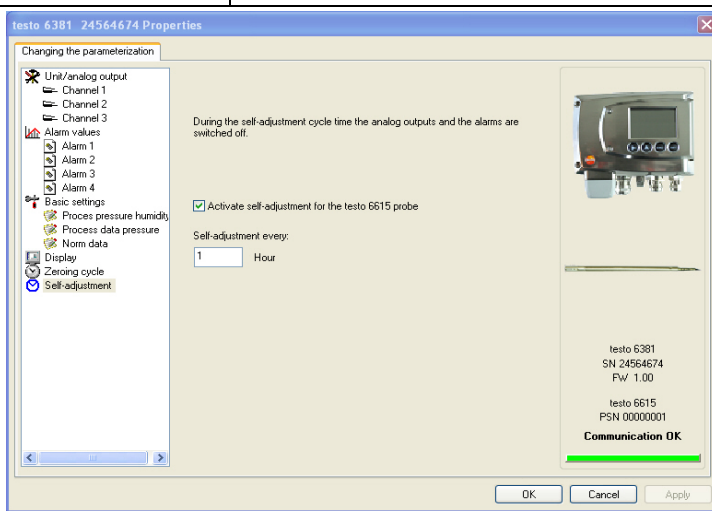 testo 6381 24564674 Properties
Changing the parameterization
Unit/analog output
Channel 1
Channel 2
Channel 3
Alarm values
Alarm 1
Alarm 2
Alarm 3
Alarm 4
Basic settings
Proces pressure humidity
Process data pressure
Norm data
Display
Zeroing cycle
Self-adjustment
During the self-adjustment cycle time the analog outputs and the alarms are
switched off.
Activate self-adjustment for the testo 6615 probe
Self-adjustment every:
1 Hour
testo 6381
SN 24564674
FW 1.00
testo 6615
PSN 00000001
Communication OK
OK Cancel Apply